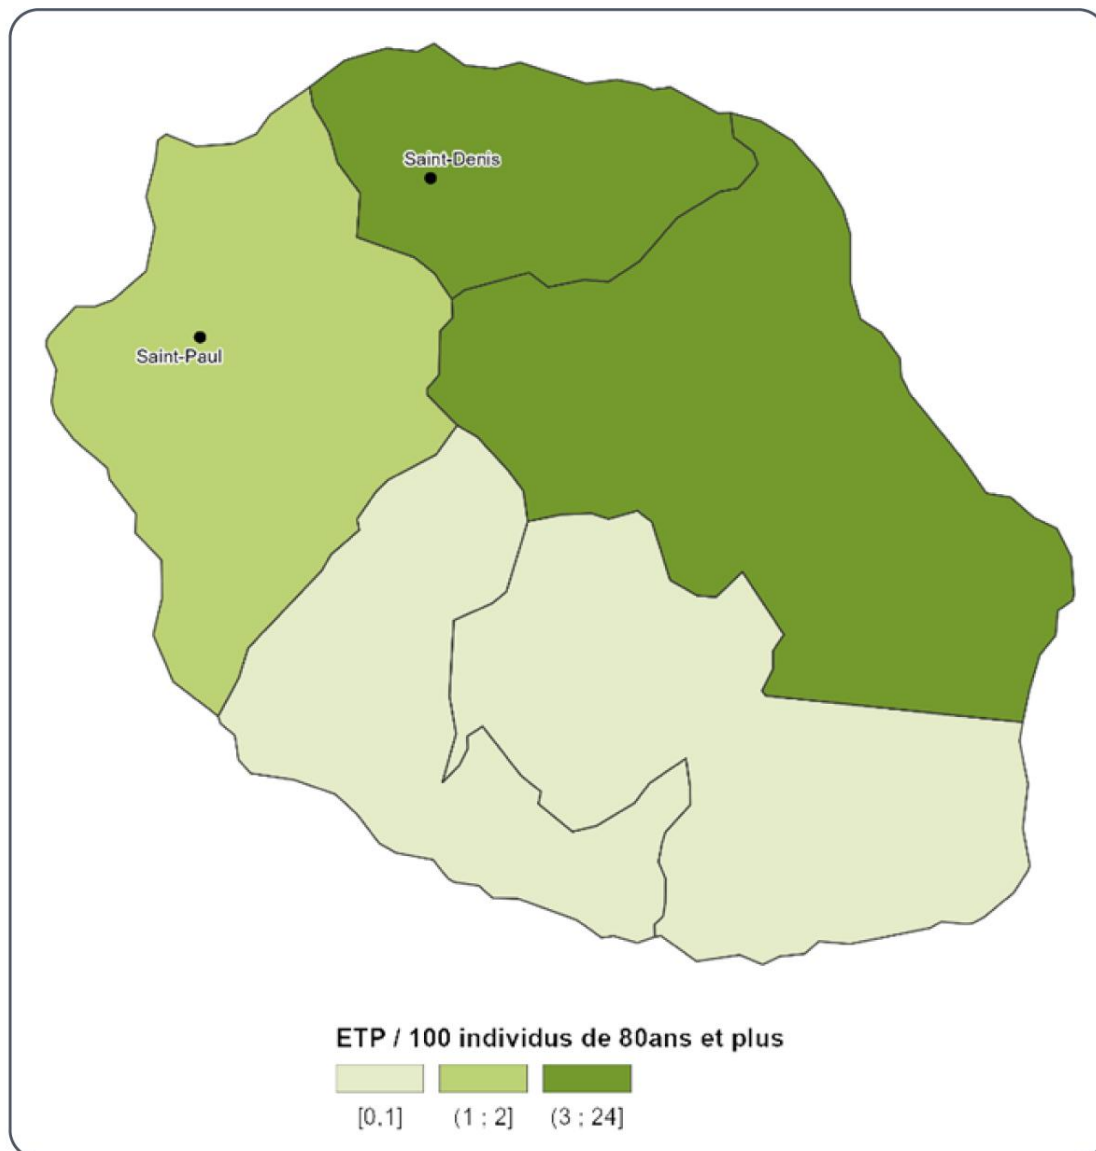 Saint-Denis
Saint-Paul
ETP / 100 individus de 80ans et plus
[0.1] (1 : 2] (3 : 24]